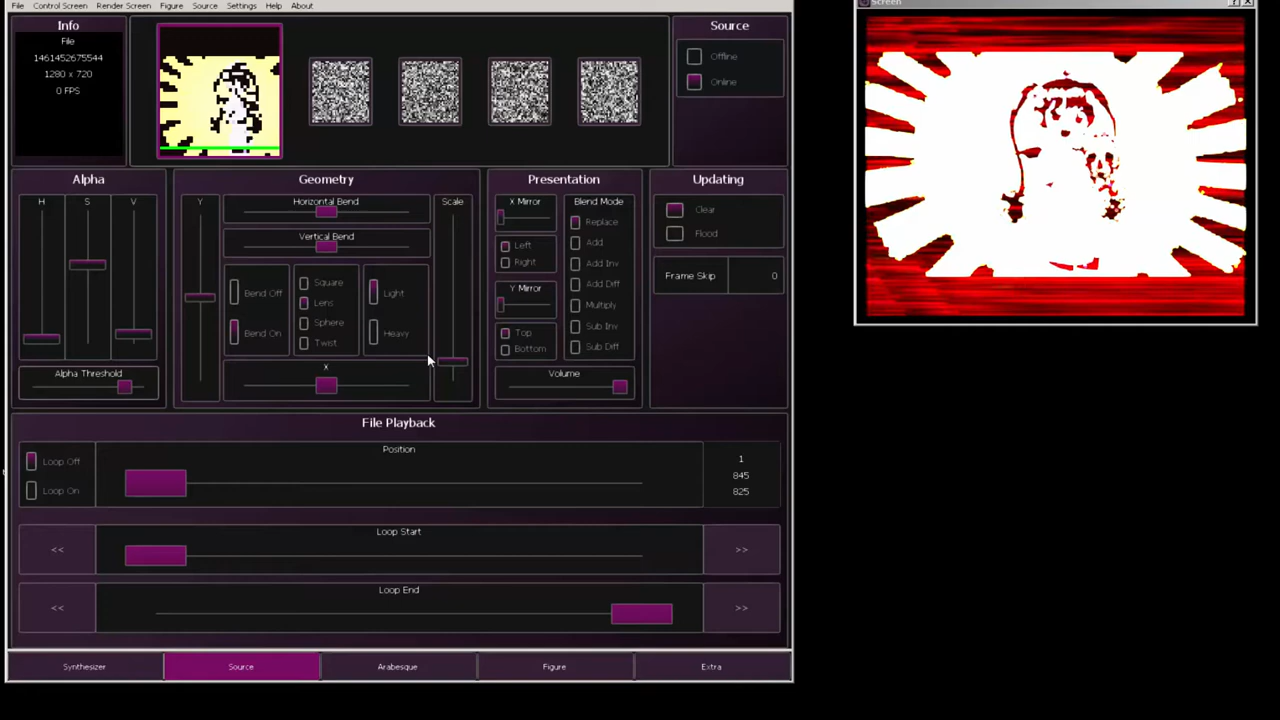 File Control Screen Render Screen Figure Source Settings Help About
Screen
Info
File
1461452675544
1280 x 720
0 FPS
Source
Offline
Online
Alpha
H S V
Alpha Threshold
Geometry
Y
Horizontal Bend
Vertical Bend
Bend Off
Bend On
Square
Lens
Sphere
Twist
Light
Heavy
X
Scale
Presentation
X Mirror
Left
Right
Y Mirror
Top
Bottom
Blend Mode
Replace
Add
Add Inv
Add Diff
Multiply
Sub Inv
Sub Diff
Volume
Updating
Clear
Flood
Frame Skip 0
File Playback
Loop Off
Loop On
Position
1
845
825
Loop Start
<< >>
Loop End
<< >>
Synthesizer Source Arabesque Figure Extra